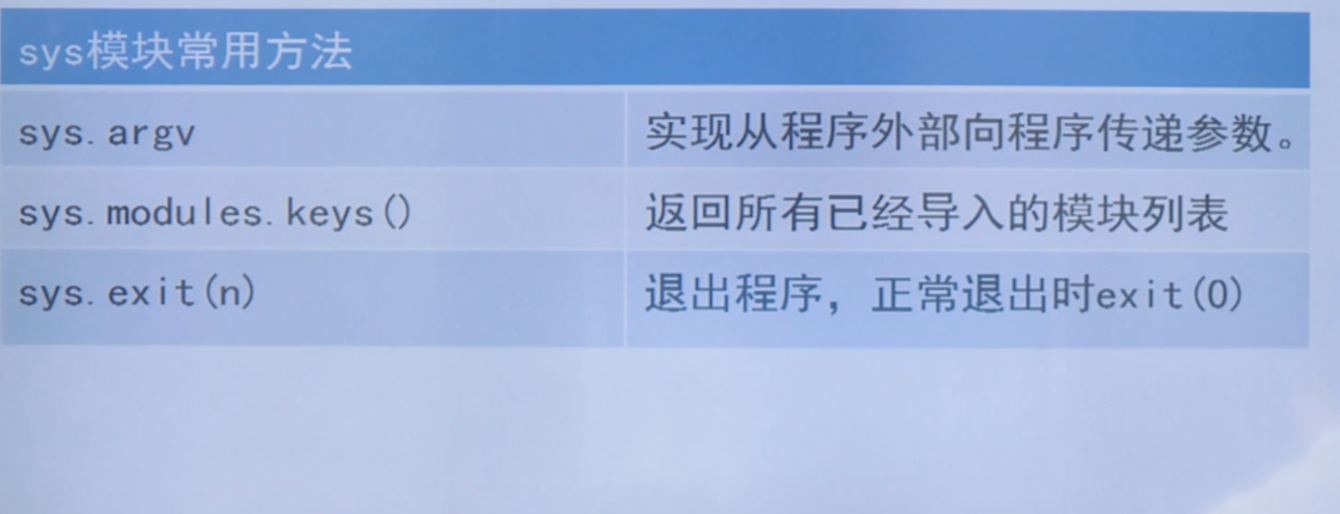 sys模块常用方法
sys.argv 实现从程序外部向程序传递参数。
sys.modules.keys() 返回所有已经导入的模块列表
sys.exit(n) 退出程序，正常退出时exit(0)